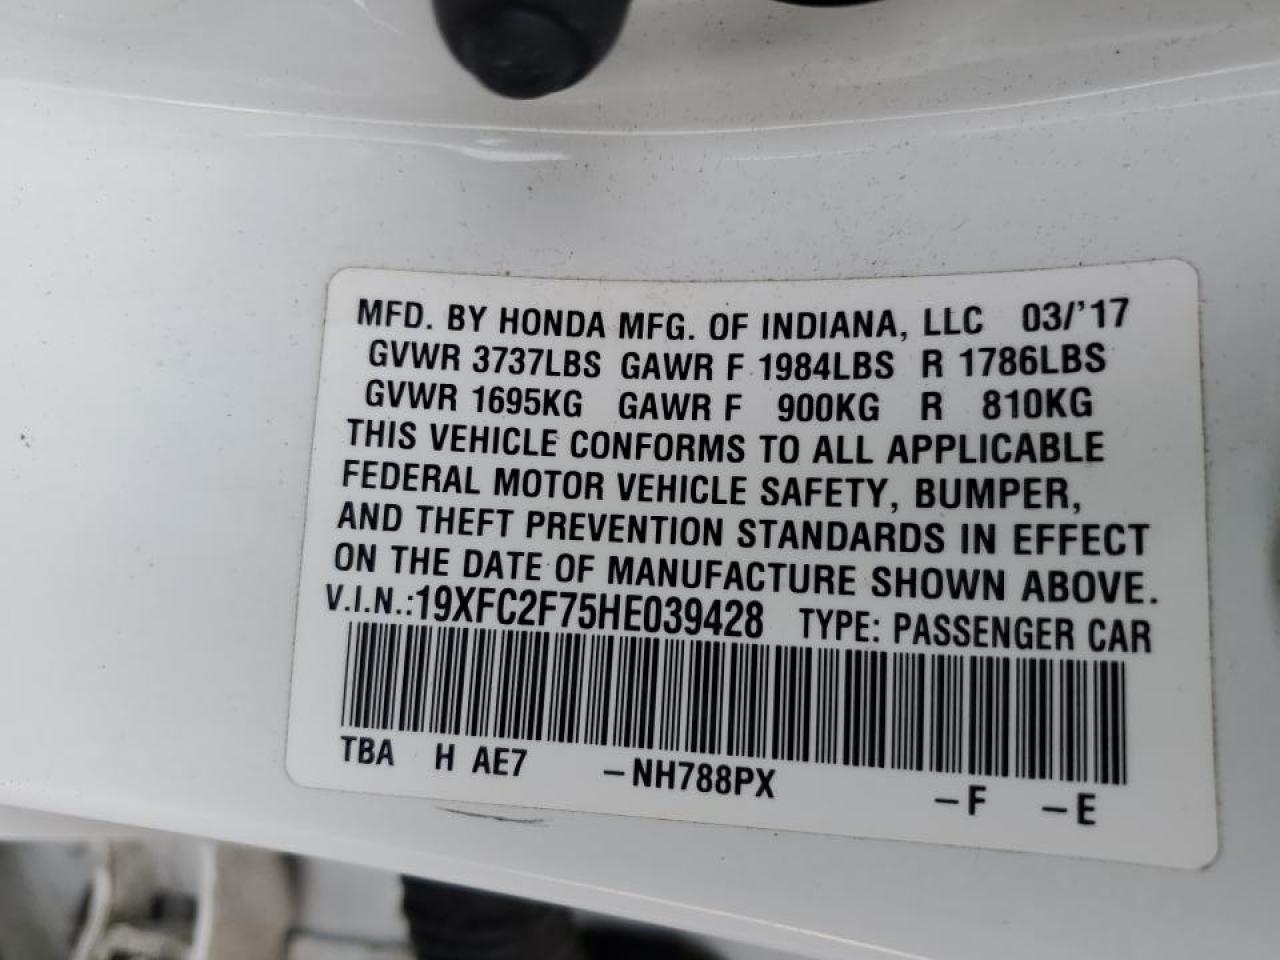 MFD. BY HONDA MFG. OF INDIANA, LLC 03/'17
GVWR 3737LBS GAWR F 1984LBS R 1786LBS
GVWR 1695KG GAWR F 900KG R 810KG
THIS VEHICLE CONFORMS TO ALL APPLICABLE
FEDERAL MOTOR VEHICLE SAFETY, BUMPER,
AND THEFT PREVENTION STANDARDS IN EFFECT
ON THE DATE OF MANUFACTURE SHOWN ABOVE.
V.I.N.:19XFC2F75HE039428 TYPE: PASSENGER CAR
TBA H AE7 –NH788PX –F –E